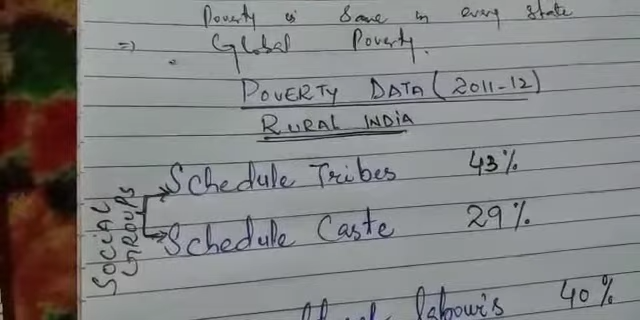 Poverty is same in every state
⇒ Global Poverty.
POVERTY DATA (2011-12)
RURAL INDIA
SOCIAL GROUPS
Schedule Tribes 43%
Schedule Caste 29%
labour's 40%